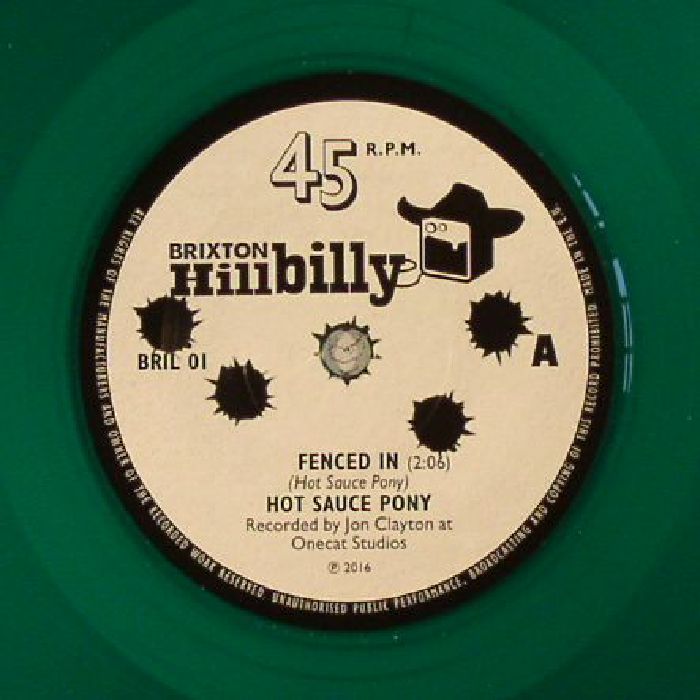 45 R.P.M.
BRIXTON
Hillbilly
BRIL 01
A
FENCED IN (2:06)
(Hot Sauce Pony)
HOT SAUCE PONY
Recorded by Jon Clayton at
Onecat Studios
℗ 2016
ALL RIGHTS OF THE MANUFACTURERS AND OWNER OF THE RECORDED WORK RESERVED. UNAUTHORISED PUBLIC PERFORMANCE, BROADCASTING AND COPYING OF THIS RECORD PROHIBITED. MADE IN THE E.U.